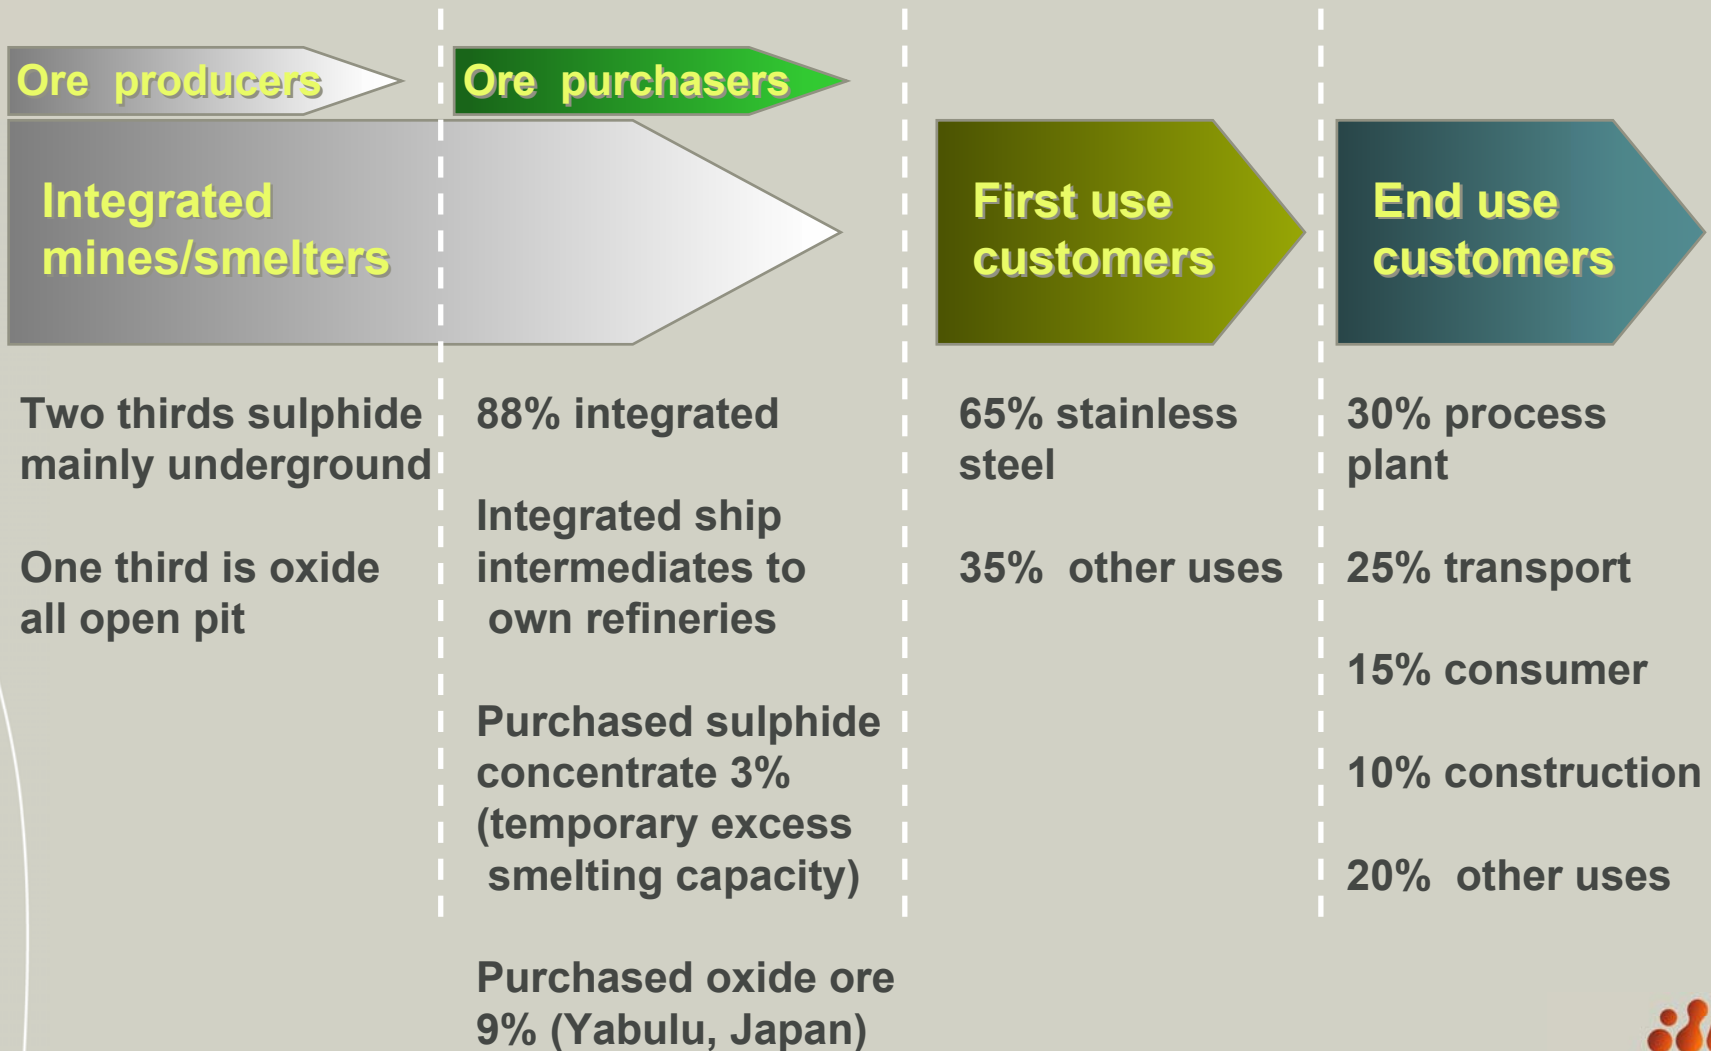 Ore producers
Ore purchasers
Integrated
mines/smelters
First use
customers
End use
customers
Two thirds sulphide
mainly underground
One third is oxide
all open pit
88% integrated
Integrated ship
intermediates to
own refineries
Purchased sulphide
concentrate 3%
(temporary excess
smelting capacity)
Purchased oxide ore
9% (Yabulu, Japan)
65% stainless
steel
35% other uses
30% process
plant
25% transport
15% consumer
10% construction
20% other uses